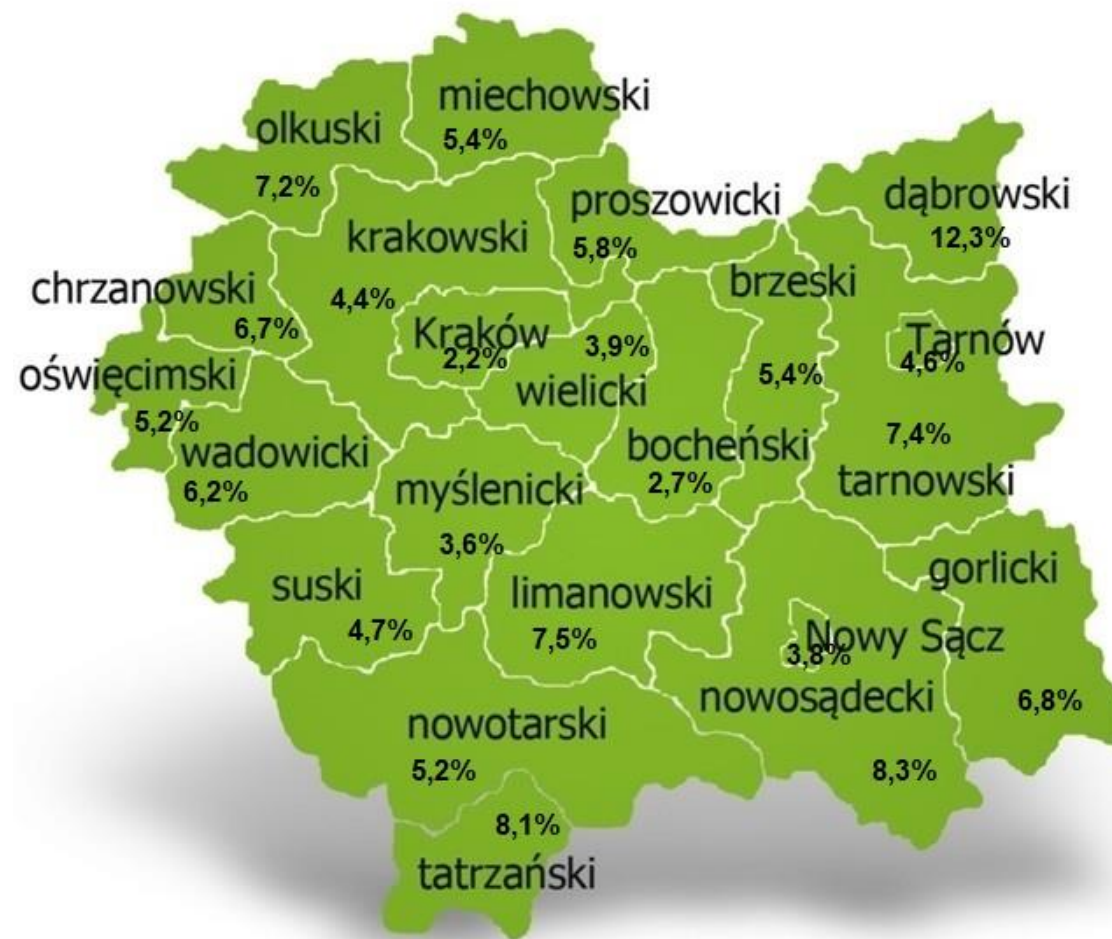 miechowski
5,4%
olkuski
7,2%
proszowicki
5,8%
dąbrowski
12,3%
krakowski
4,4%
chrzanowski
6,7%
brzeski
5,4%
Kraków
2,2%
3,9%
wielicki
Tarnów
4,6%
oświęcimski
5,2%
7,4%
tarnowski
wadowicki
6,2%
bocheński
2,7%
myślenicki
3,6%
gorlicki
6,8%
suski
4,7%
limanowski
7,5%
Nowy Sącz
3,8%
nowosądecki
8,3%
nowotarski
5,2%
8,1%
tatrzański